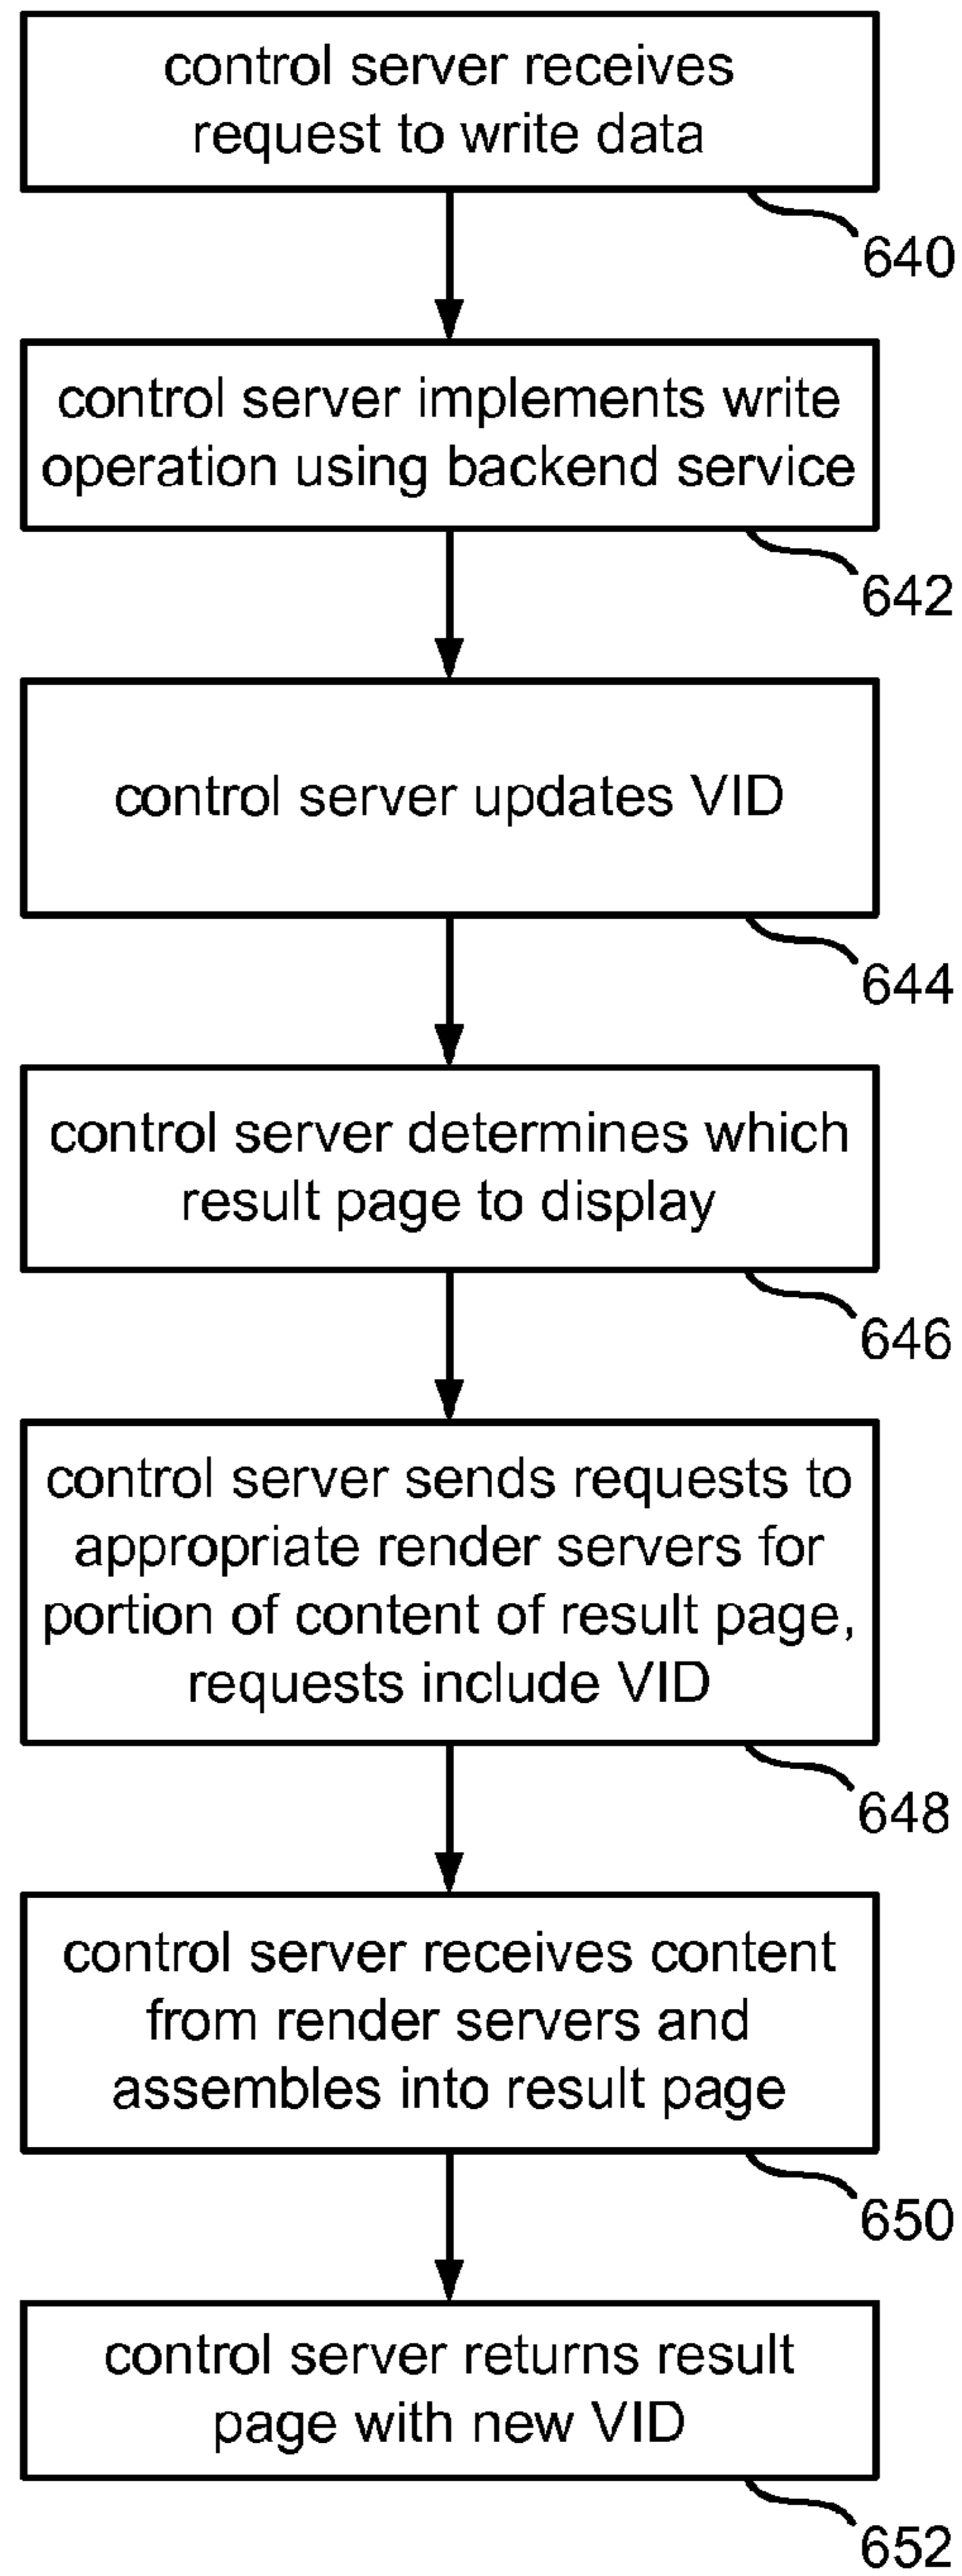 control server receives
request to write data
640
control server implements write
operation using backend service
642
control server updates VID
644
control server determines which
result page to display
646
control server sends requests to
appropriate render servers for
portion of content of result page,
requests include VID
648
control server receives content
from render servers and
assembles into result page
650
control server returns result
page with new VID
652